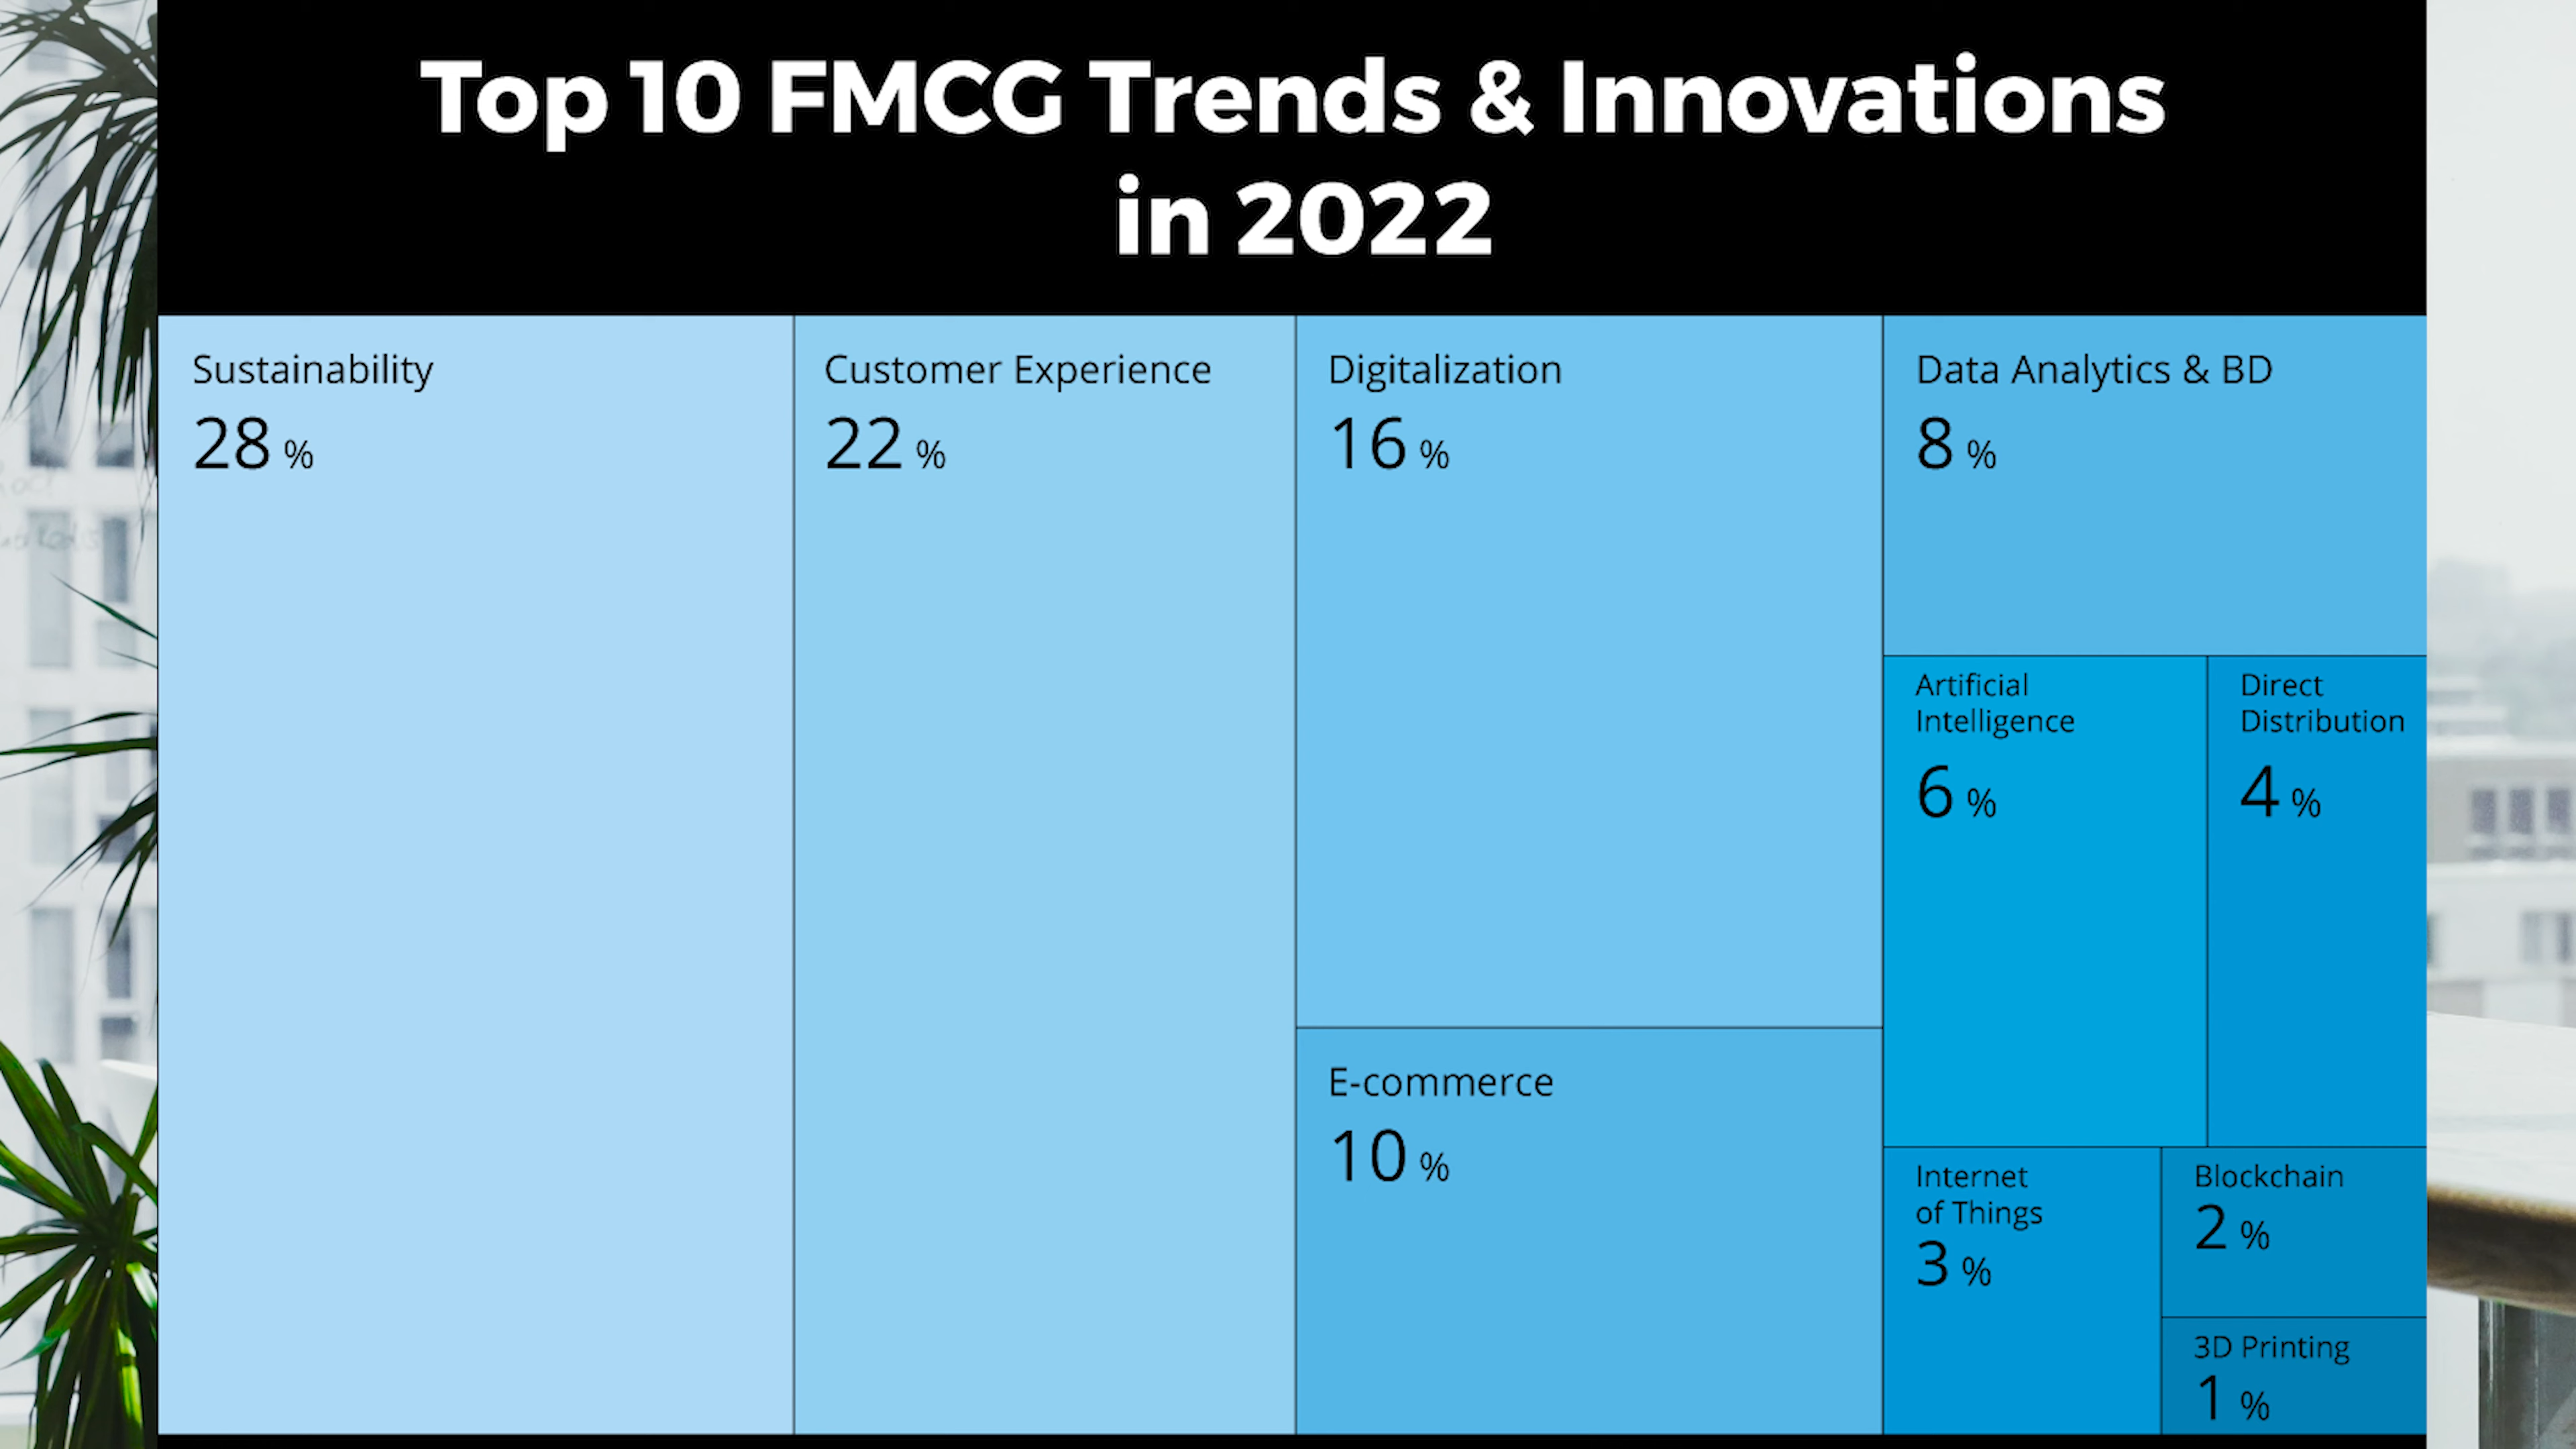 Top 10 FMCG Trends & Innovations
in 2022
Sustainability
28 %
Customer Experience
22 %
Digitalization
16 %
E-commerce
10 %
Data Analytics & BD
8 %
Artificial
Intelligence
6 %
Direct
Distribution
4 %
Internet
of Things
3 %
Blockchain
2 %
3D Printing
1 %